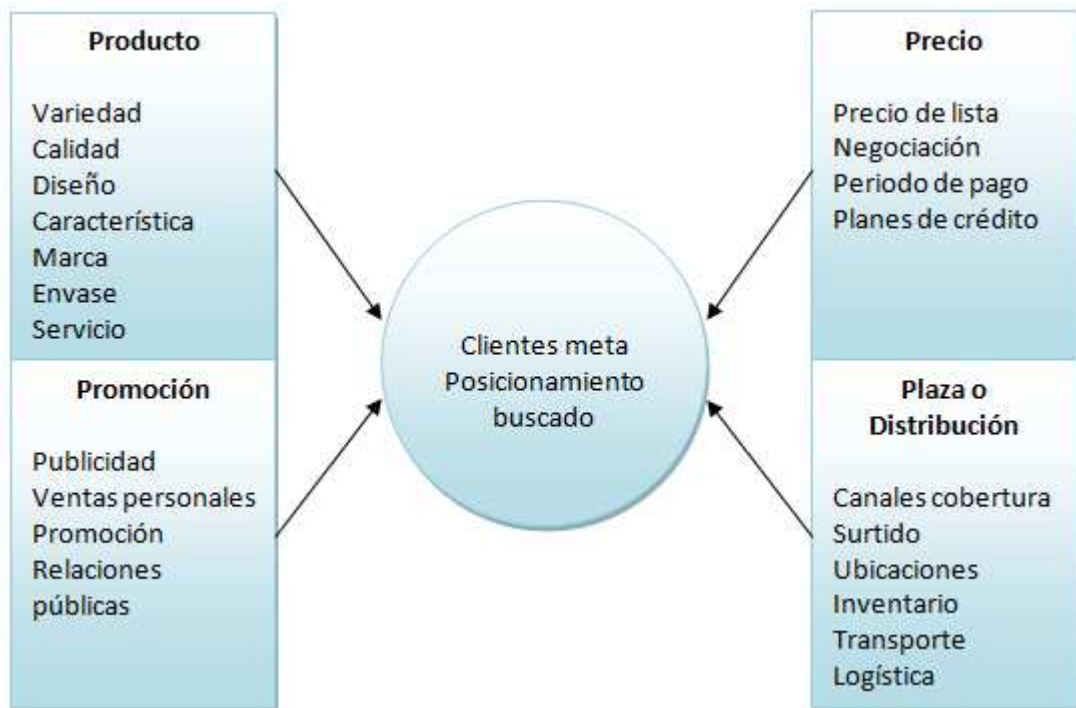 Producto
Variedad
Calidad
Diseño
Característica
Marca
Envase
Servicio
Promoción
Publicidad
Ventas personales
Promoción
Relaciones
públicas
Clientes meta
Posicionamiento
buscado
Precio
Precio de lista
Negociación
Periodo de pago
Planes de crédito
Plaza o
Distribución
Canales cobertura
Surtido
Ubicaciones
Inventario
Transporte
Logística